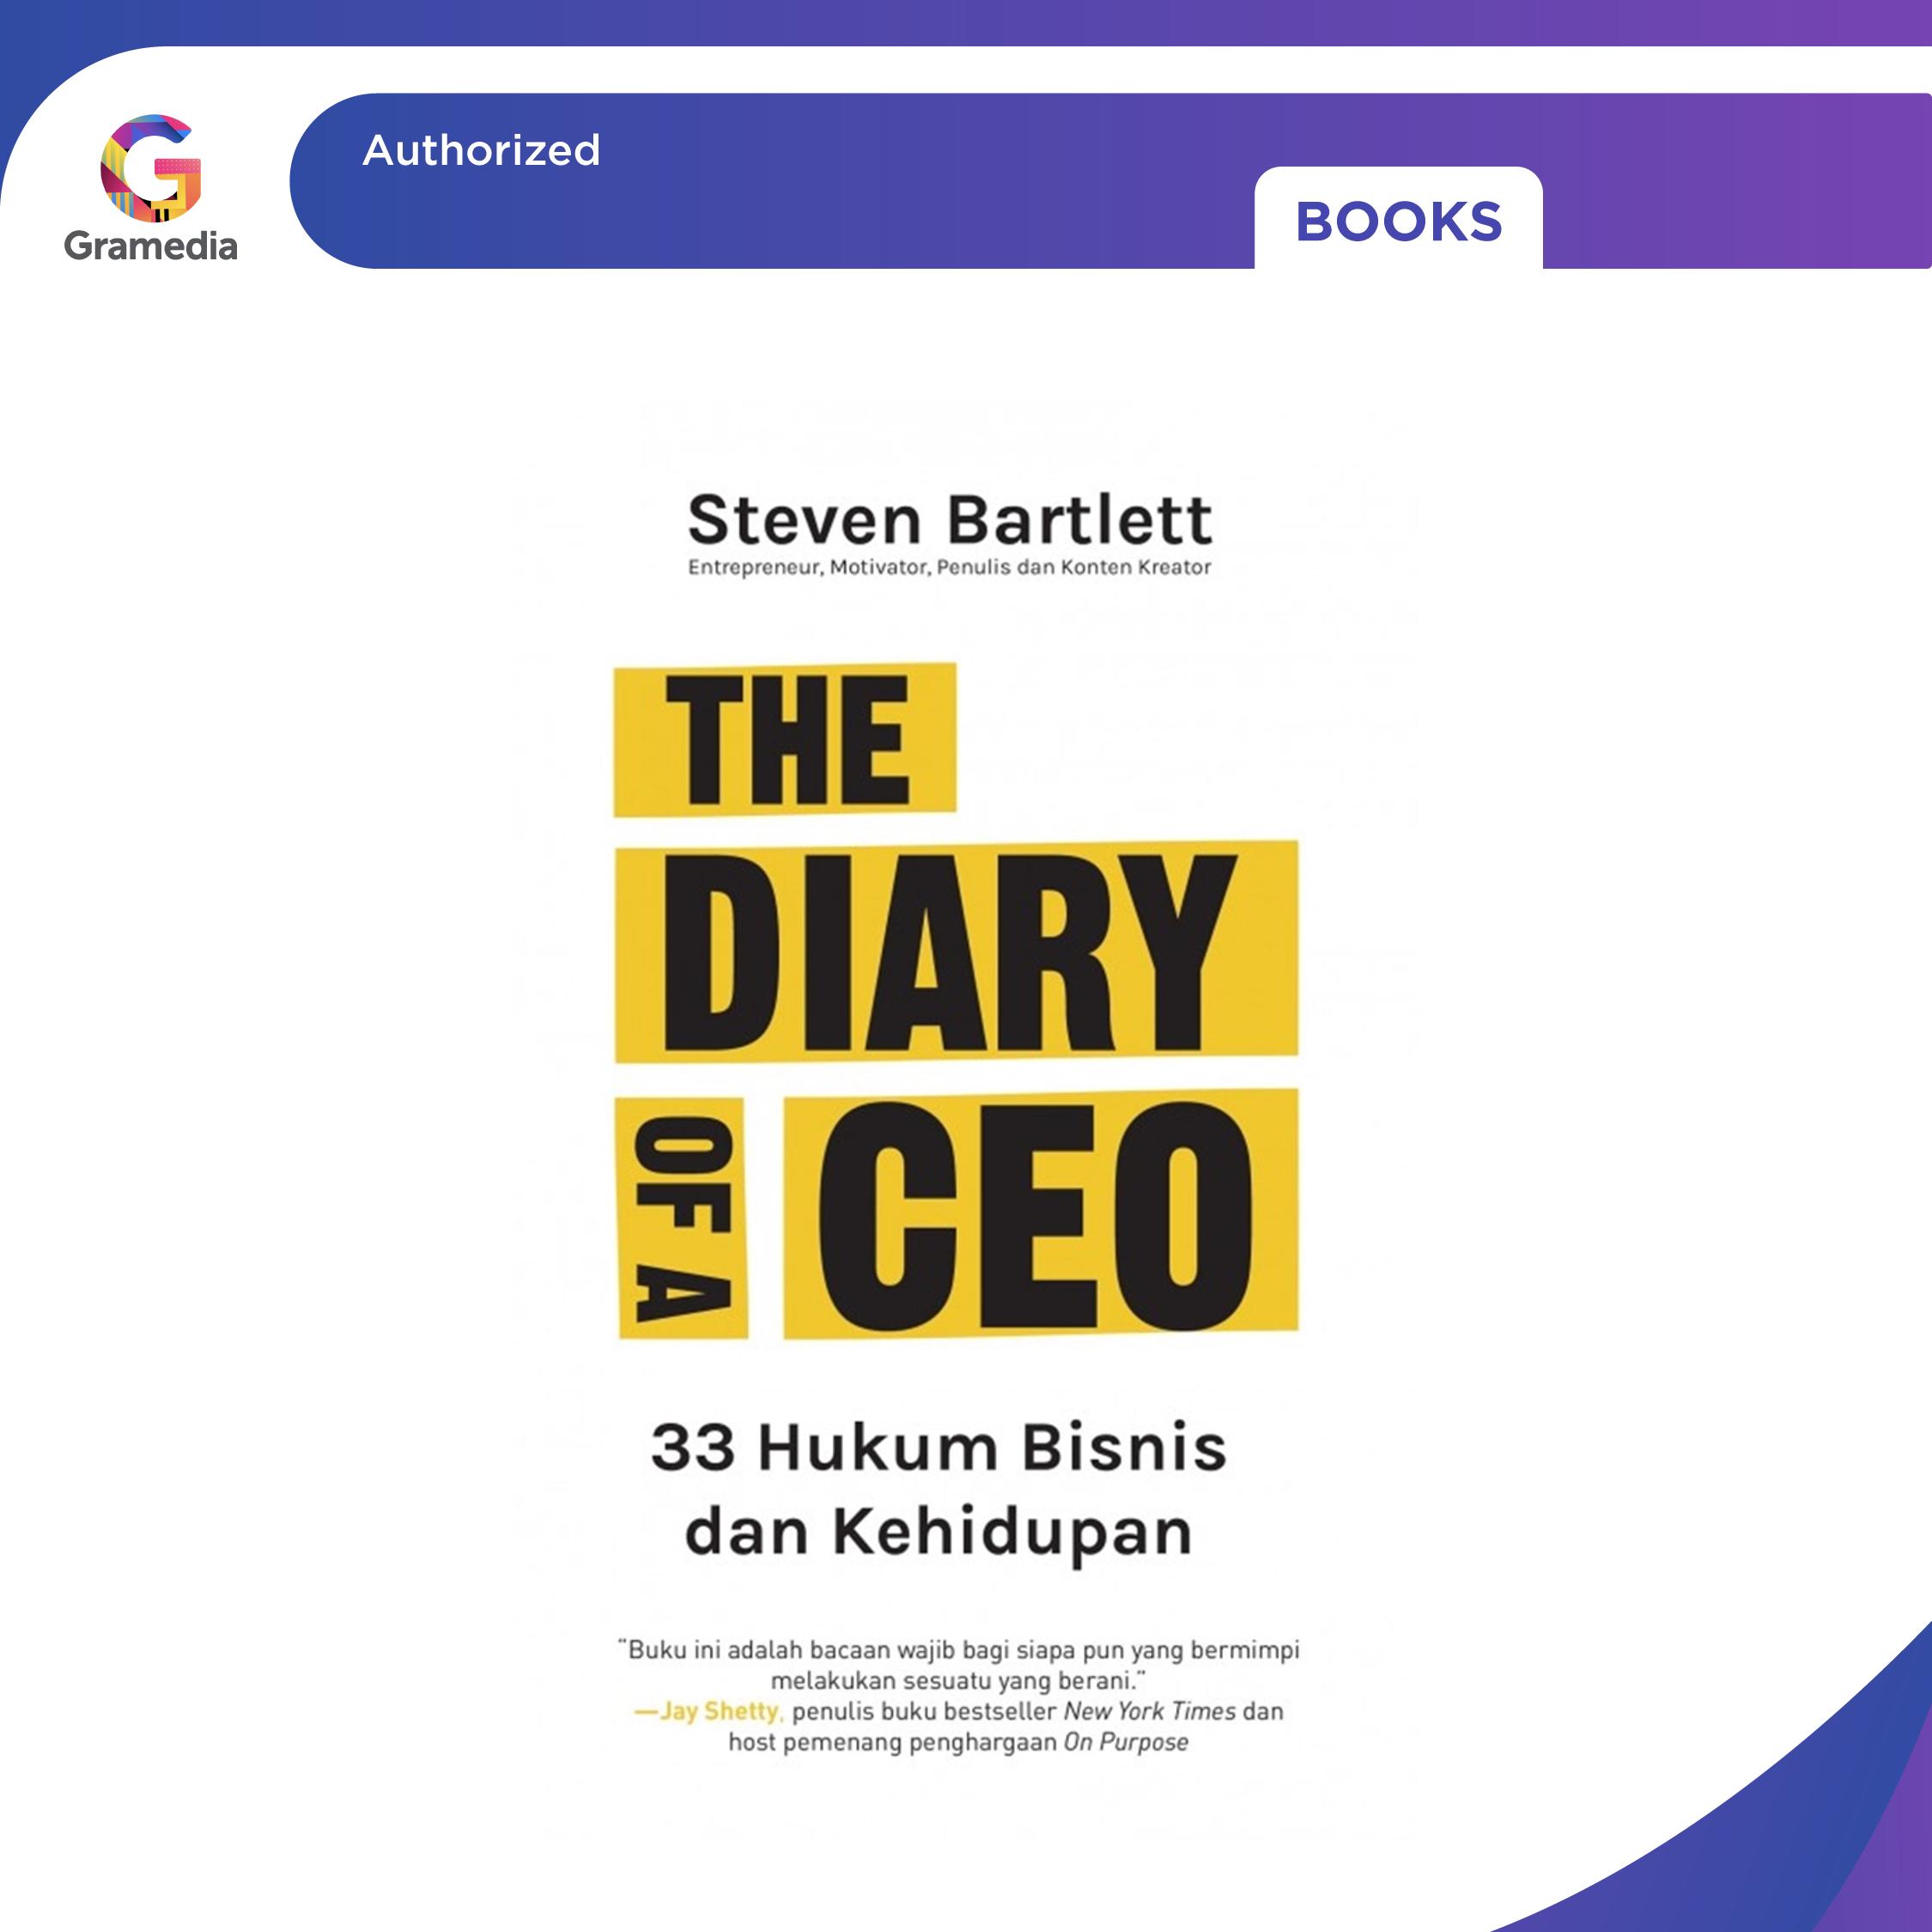 Gramedia
Authorized
BOOKS
Steven Bartlett
Entrepreneur, Motivator, Penulis dan Konten Kreator
THE
DIARY
OF A
CEO
33 Hukum Bisnis
dan Kehidupan
“Buku ini adalah bacaan wajib bagi siapa pun yang bermimpi
melakukan sesuatu yang berani.”
—Jay Shetty, penulis buku bestseller New York Times dan
host pemenang penghargaan On Purpose